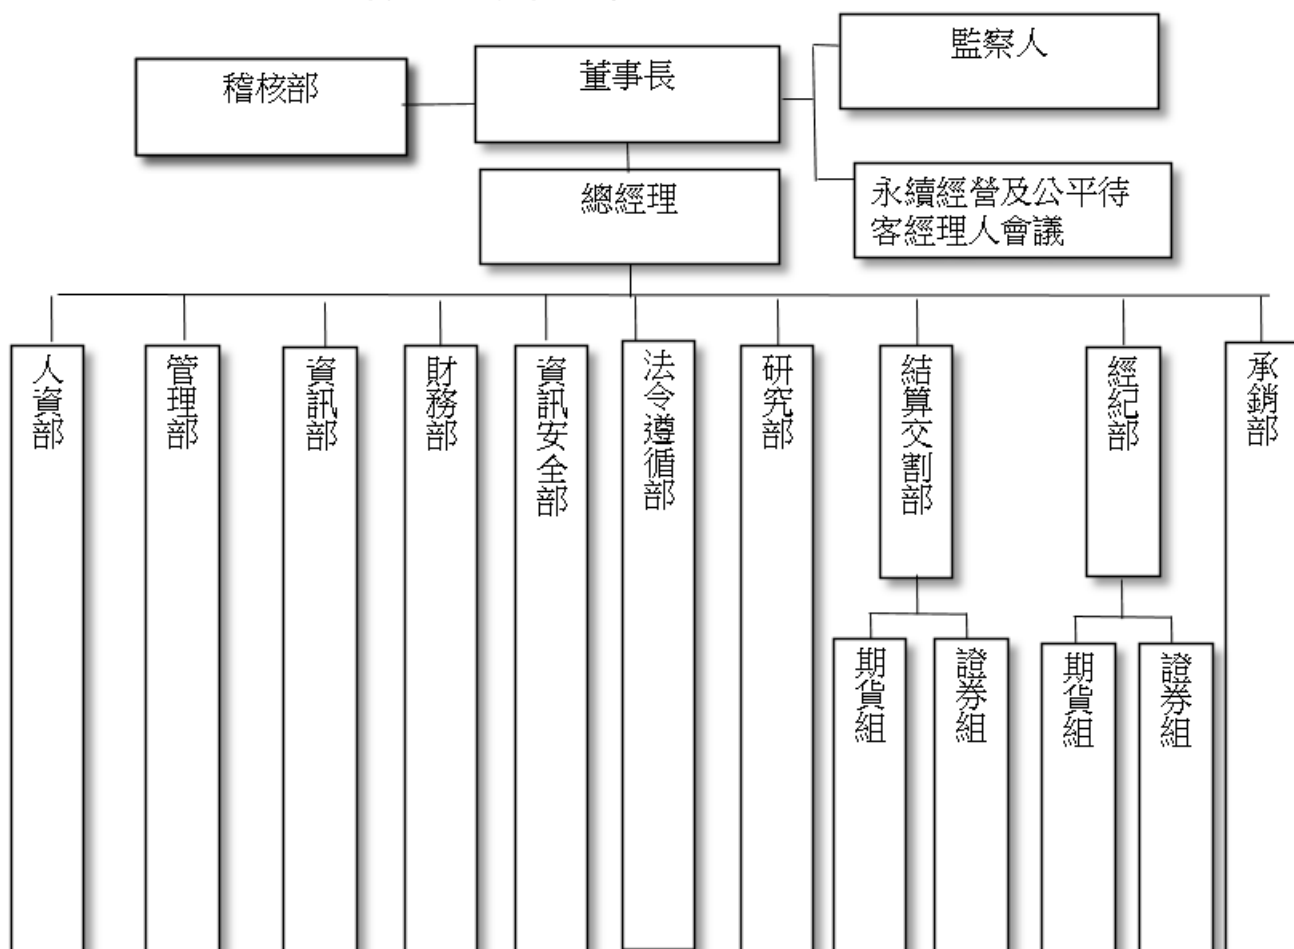 稽核部
董事長
監察人
總經理
永續經營及公平待
客經理人會議
人資部
管理部
資訊部
財務部
資訊安全部
法令遵循部
研究部
結算交割部
經紀部
承銷部
期貨組
證券組
期貨組
證券組